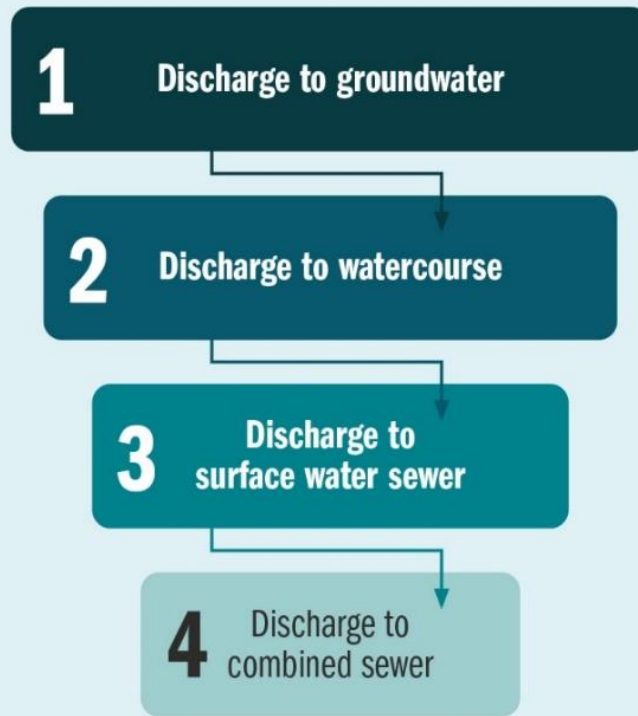 1
Discharge to groundwater
2
Discharge to watercourse
3
Discharge to
surface water sewer
4
Discharge to
combined sewer